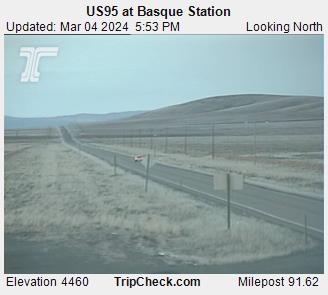 US95 at Basque Station
Updated: Mar 04 2024 5:53 PM Looking North
Elevation 4460 TripCheck.com Milepost 91.62